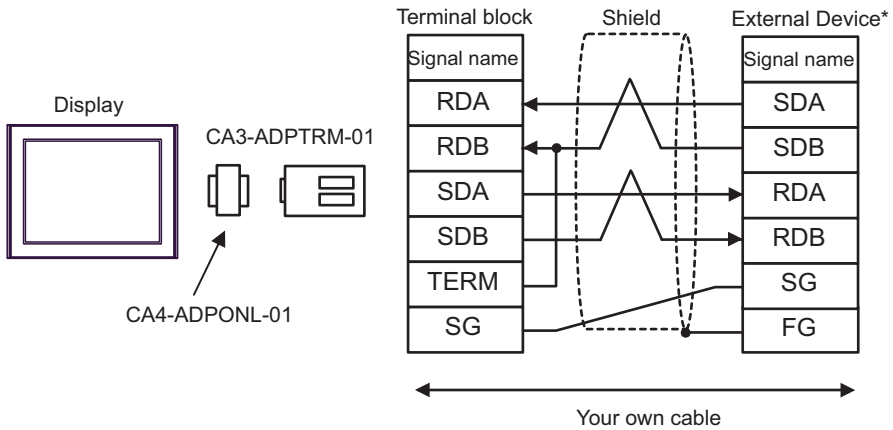 Terminal block
Shield
External Device*
Signal name
Signal name
RDA
SDA
Display
CA3-ADPTRM-01
RDB
SDB
SDA
RDA
SDB
RDB
TERM
SG
CA4-ADPONL-01
SG
FG
Your own cable